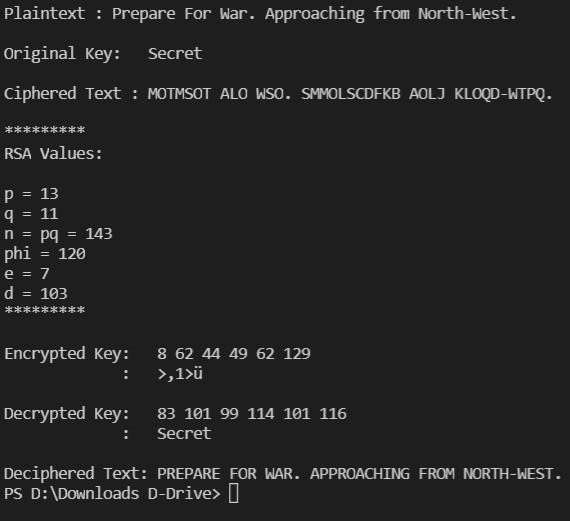 Plaintext : Prepare For War. Approaching from North-West.
Original Key:   Secret
Ciphered Text : MOTMSOT ALO WSO. SMMOLSCDFKB AOLJ KLOQD-WTPQ.
*********
RSA Values:
p = 13
q = 11
n = pq = 143
phi = 120
e = 7
d = 103
*********
Encrypted Key:   8 62 44 49 62 129
             :   >,1>ü
Decrypted Key:   83 101 99 114 101 116
             :   Secret
Deciphered Text: PREPARE FOR WAR. APPROACHING FROM NORTH-WEST.
PS D:\Downloads D-Drive>